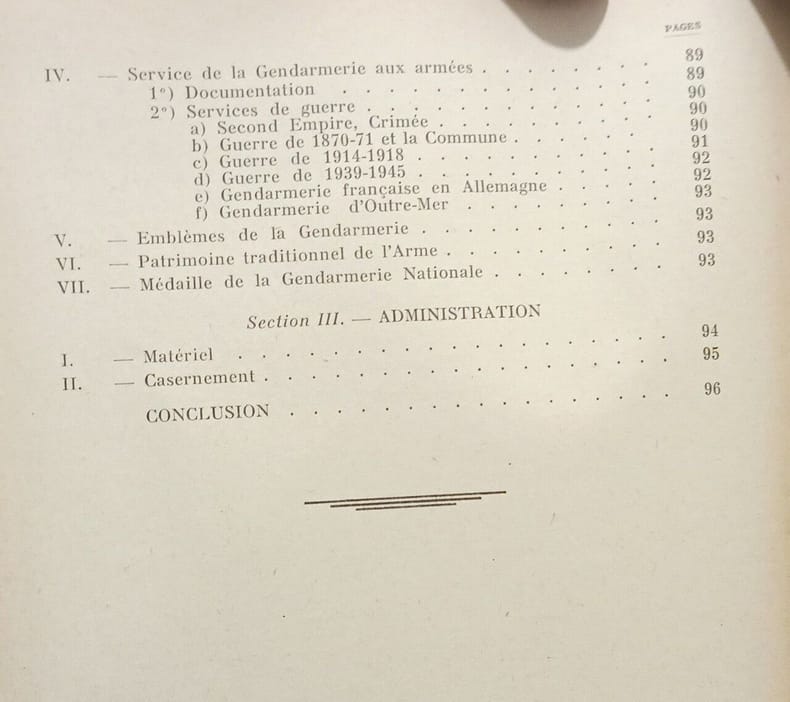 PAGES
IV. — Service de la Gendarmerie aux armées . . . . . . . 89
1°) Documentation . . . . . . . . . . . . 89
2°) Services de guerre . . . . . . . . . . . 90
a) Second Empire, Crimée . . . . . . . . 90
b) Guerre de 1870-71 et la Commune . . . . . . 90
c) Guerre de 1914-1918 . . . . . . . . . 91
d) Guerre de 1939-1945 . . . . . . . . . 92
e) Gendarmerie française en Allemagne . . . . . 92
f) Gendarmerie d'Outre-Mer . . . . . . . . 93
V. — Emblèmes de la Gendarmerie . . . . . . . . . 93
VI. — Patrimoine traditionnel de l'Arme . . . . . . . . 93
VII. — Médaille de la Gendarmerie Nationale . . . . . . . 93
Section III. — ADMINISTRATION
I. — Matériel . . . . . . . . . . . . . . . . 94
II. — Casernement . . . . . . . . . . . . . . . 95
CONCLUSION . . . . . . . . . . . . . . 96